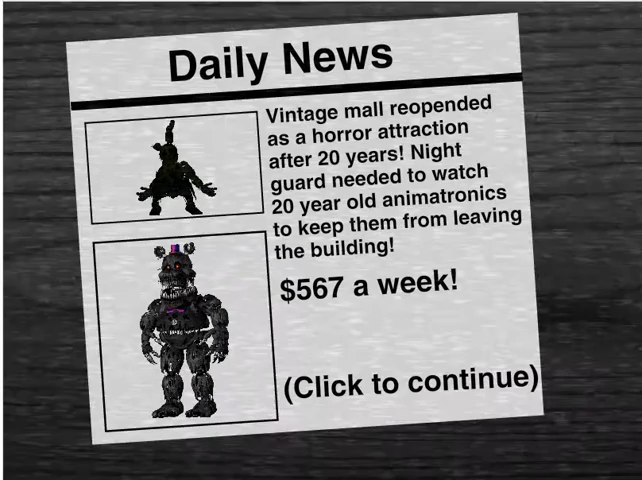 Daily News
Vintage mall reopended
as a horror attraction
after 20 years! Night
guard needed to watch
20 year old animatronics
to keep them from leaving
the building!
$567 a week!
(Click to continue)